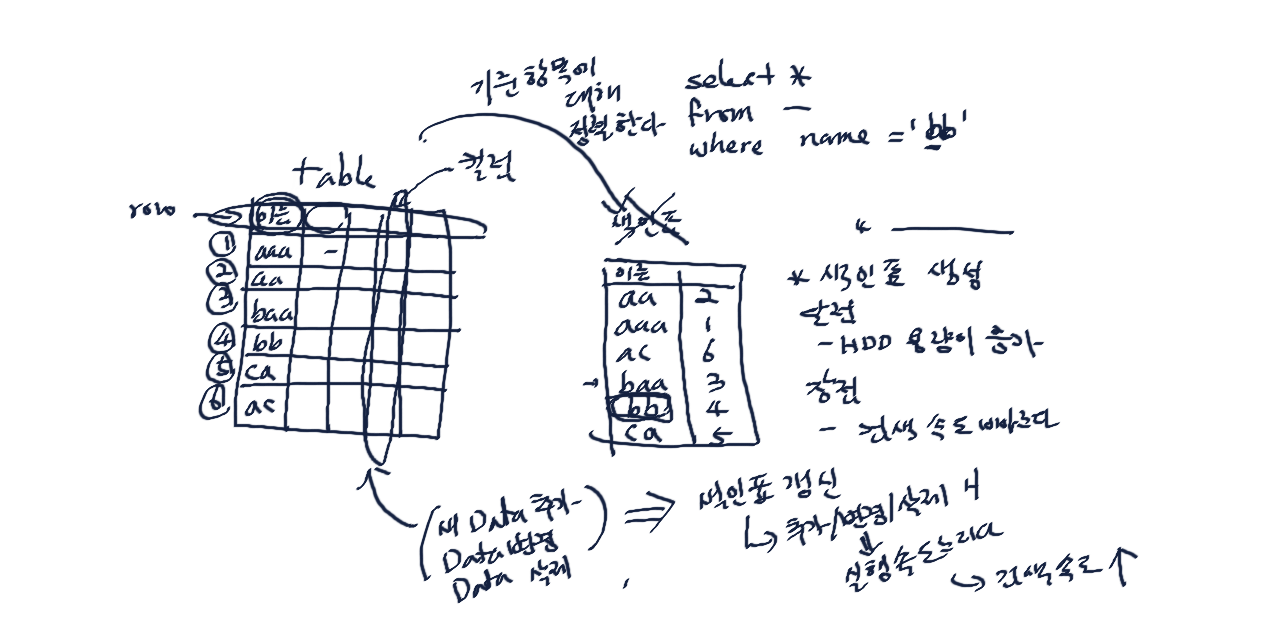 기준 항목에
대해
정렬한다
select *
from -
where name = 'bb'
table
컬럼
row
이름
① aaa -
② aa
③ baa
④ bb
⑤ ca
⑥ ac
색인표
이름
aa 2
aaa 1
ac 6
baa 3
bb 4
ca 5
* 색인표 생성
단점
- HDD 용량이 증가
장점
- 검색 속도 빠르다
(새 Data 추가
Data 변경
Data 삭제) ⇒ 색인표 갱신
↳ 추가/변경/삭제 시
⇓
실행속도느리다
↳ 검색속도 ↑